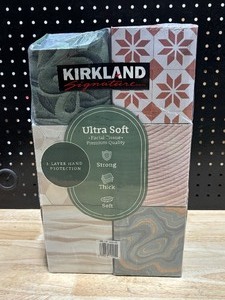 KIRKLAND
Signature
Ultra Soft
Facial Tissue
Premium Quality
Strong
Thick
Soft
3-LAYER HAND
PROTECTION